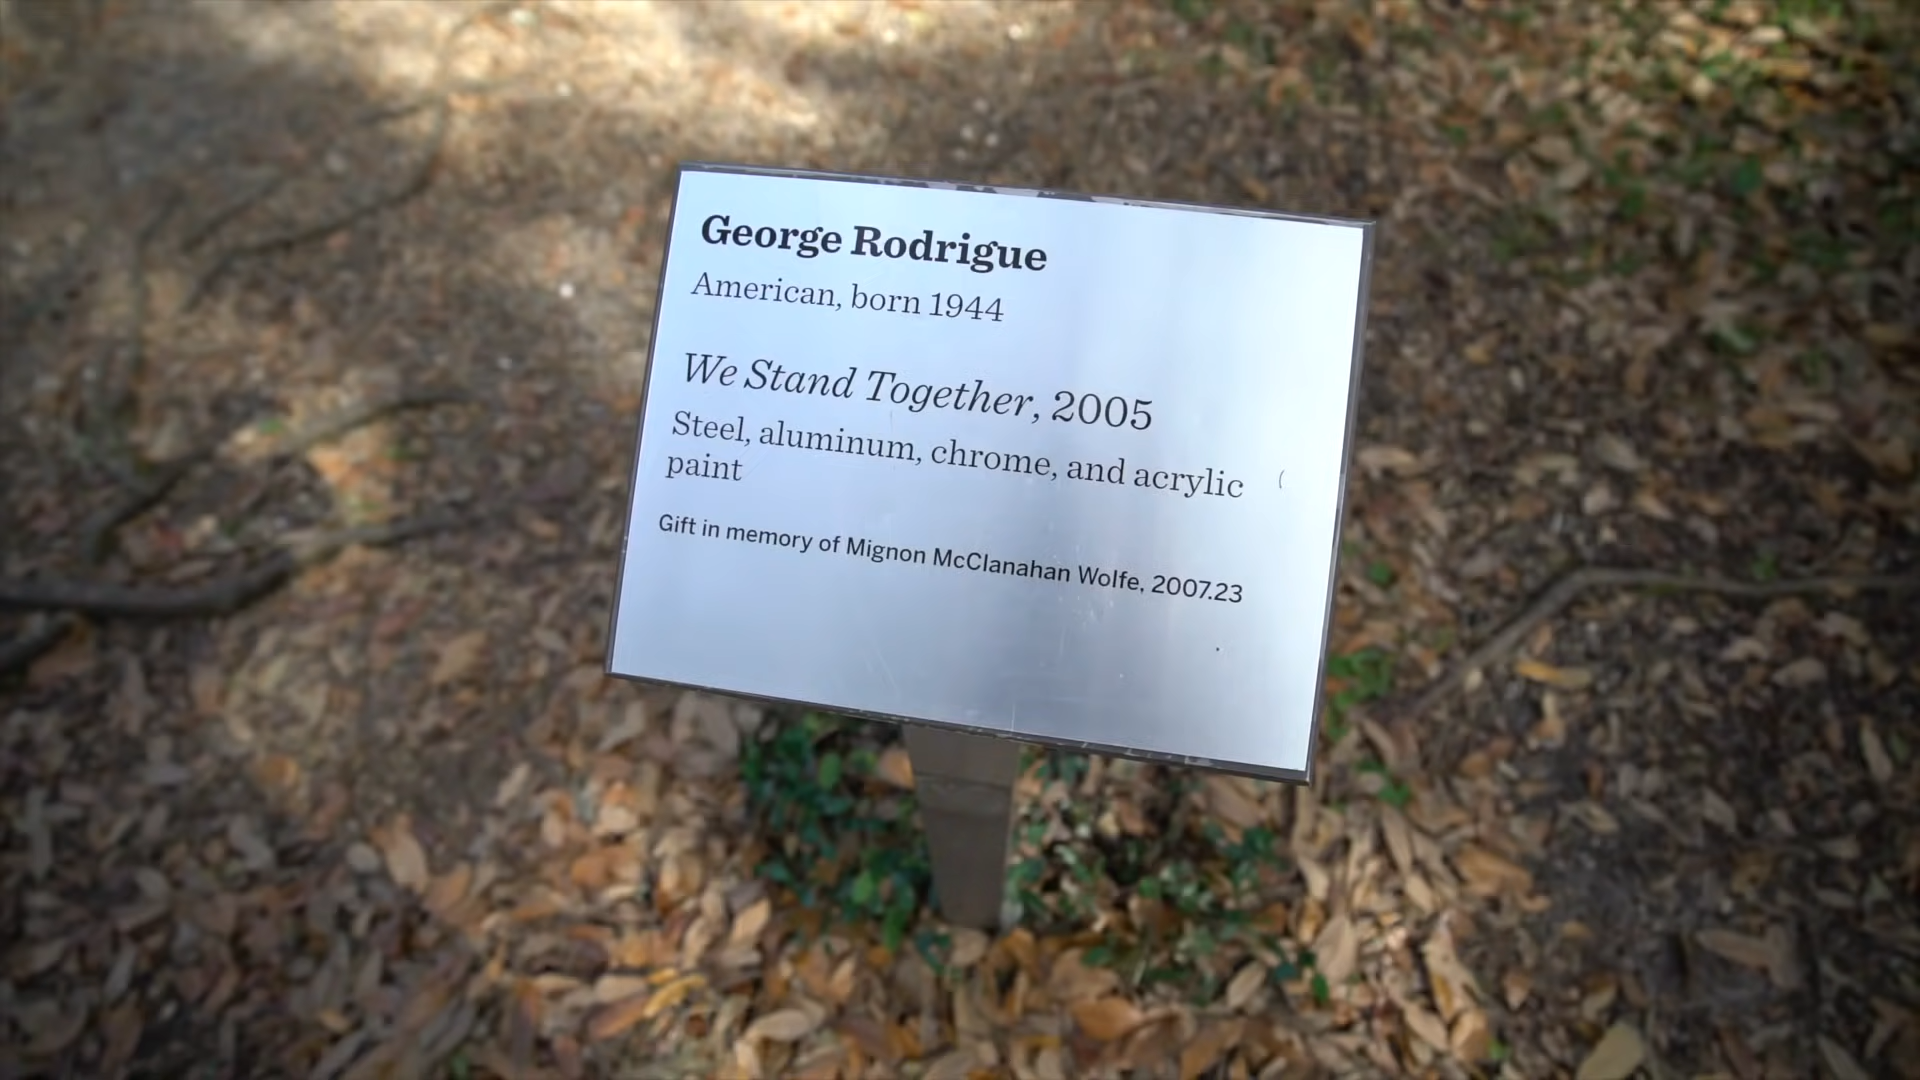 George Rodrigue
American, born 1944
We Stand Together, 2005
Steel, aluminum, chrome, and acrylic
paint
Gift in memory of Mignon McClanahan Wolfe, 2007.23